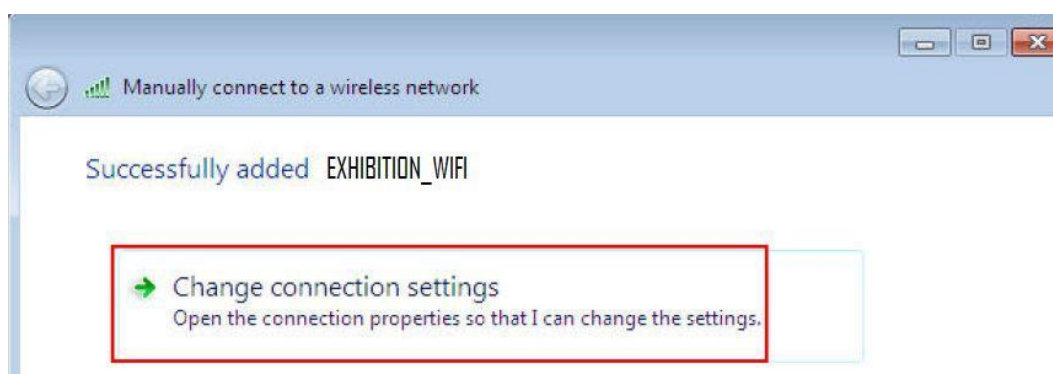 Manually connect to a wireless network
Successfully added EXHIBITION_WIFI
Change connection settings
Open the connection properties so that I can change the settings.